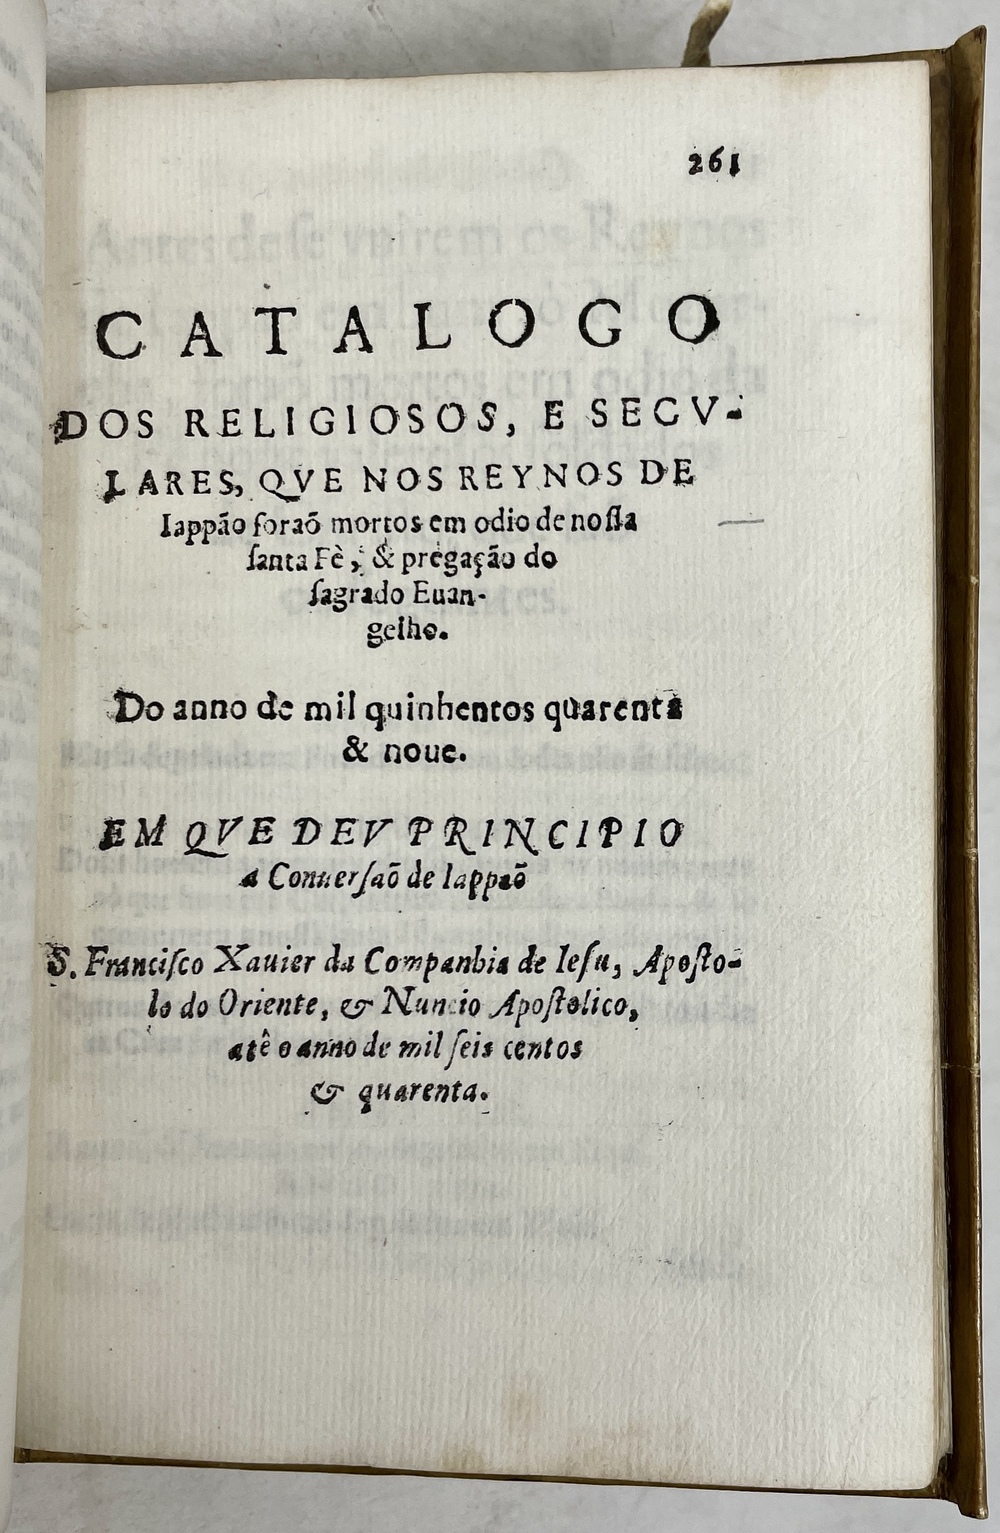 261
CATALOGO
DOS RELIGIOSOS, E SECV-
LARES, QVE NOS REYNOS DE
Iappão foraõ mortos em odio de noſſa
ſanta Fè, & prégação do
ſagrado Euan-
gelho.
Do anno de mil quinhentos quarenta
& noue.
EM QVE DEV PRINCIPIO
a Conuerſaõ de Iappaõ
S. Franciſco Xauier da Companhia de Ieſu, Apoſto-
lo do Oriente, & Nuncio Apoſtolico,
atê o anno de mil ſeis centos
& quarenta.